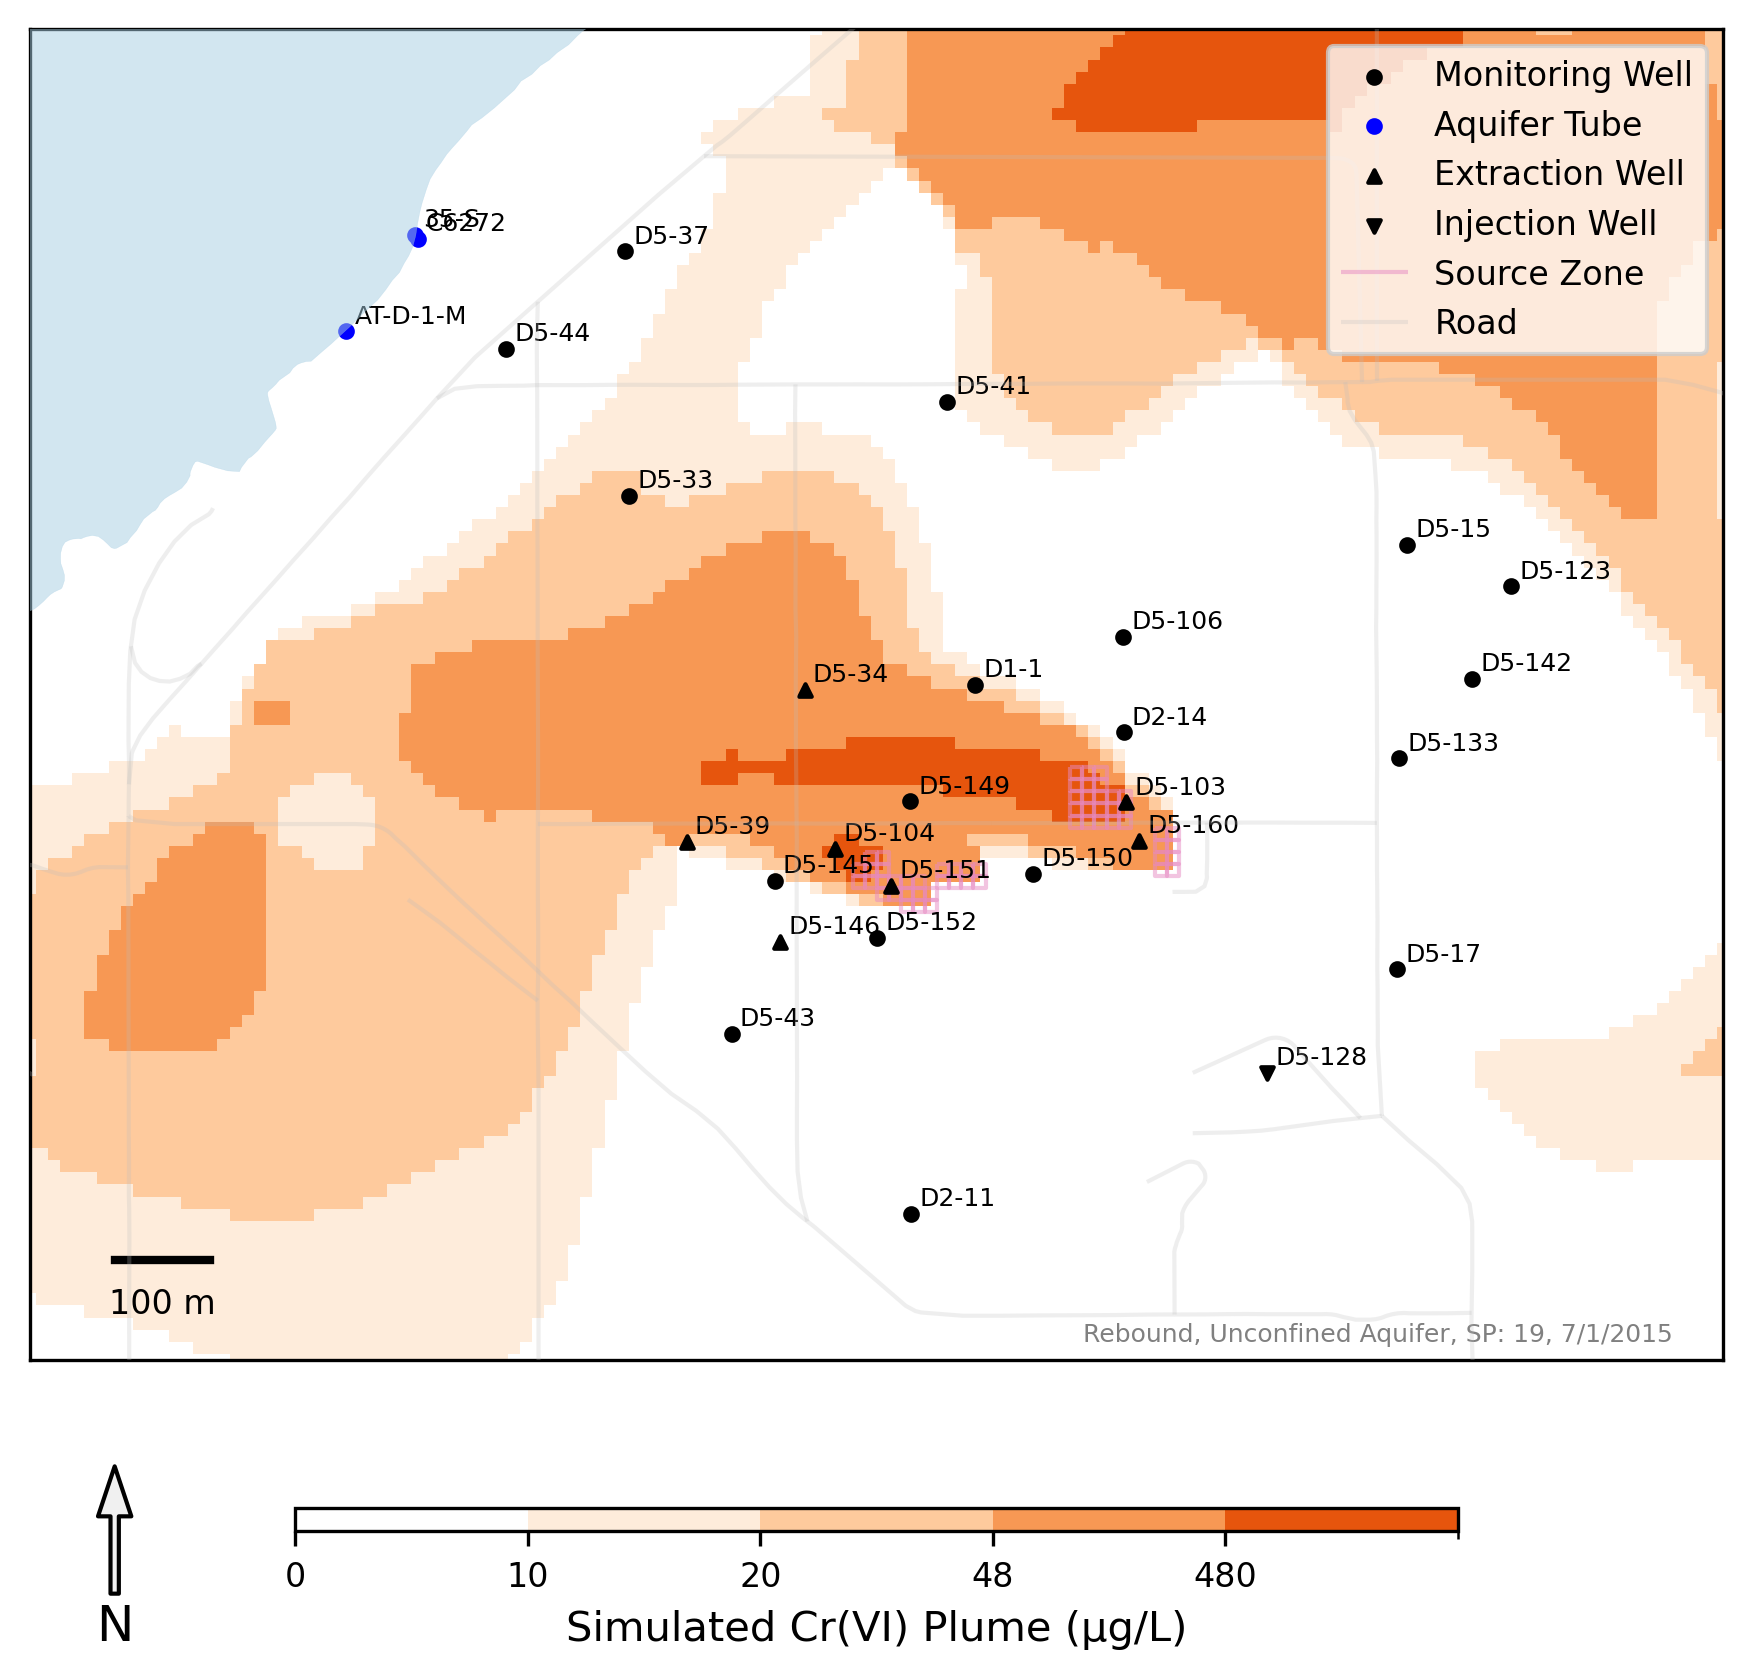 Monitoring Well
Aquifer Tube
Extraction Well
Injection Well
Source Zone
Road
35-S
C6272
D5-37
AT-D-1-M
D5-44
D5-41
D5-33
D5-15
D5-123
D5-106
D5-142
D1-1
D5-34
D2-14
D5-133
D5-149
D5-103
D5-39
D5-104
D5-160
D5-145
D5-151
D5-150
D5-146
D5-152
D5-17
D5-43
D5-128
D2-11
100 m
Rebound, Unconfined Aquifer, SP: 19, 7/1/2015
0 10 20 48 480
Simulated Cr(VI) Plume (μg/L)
N